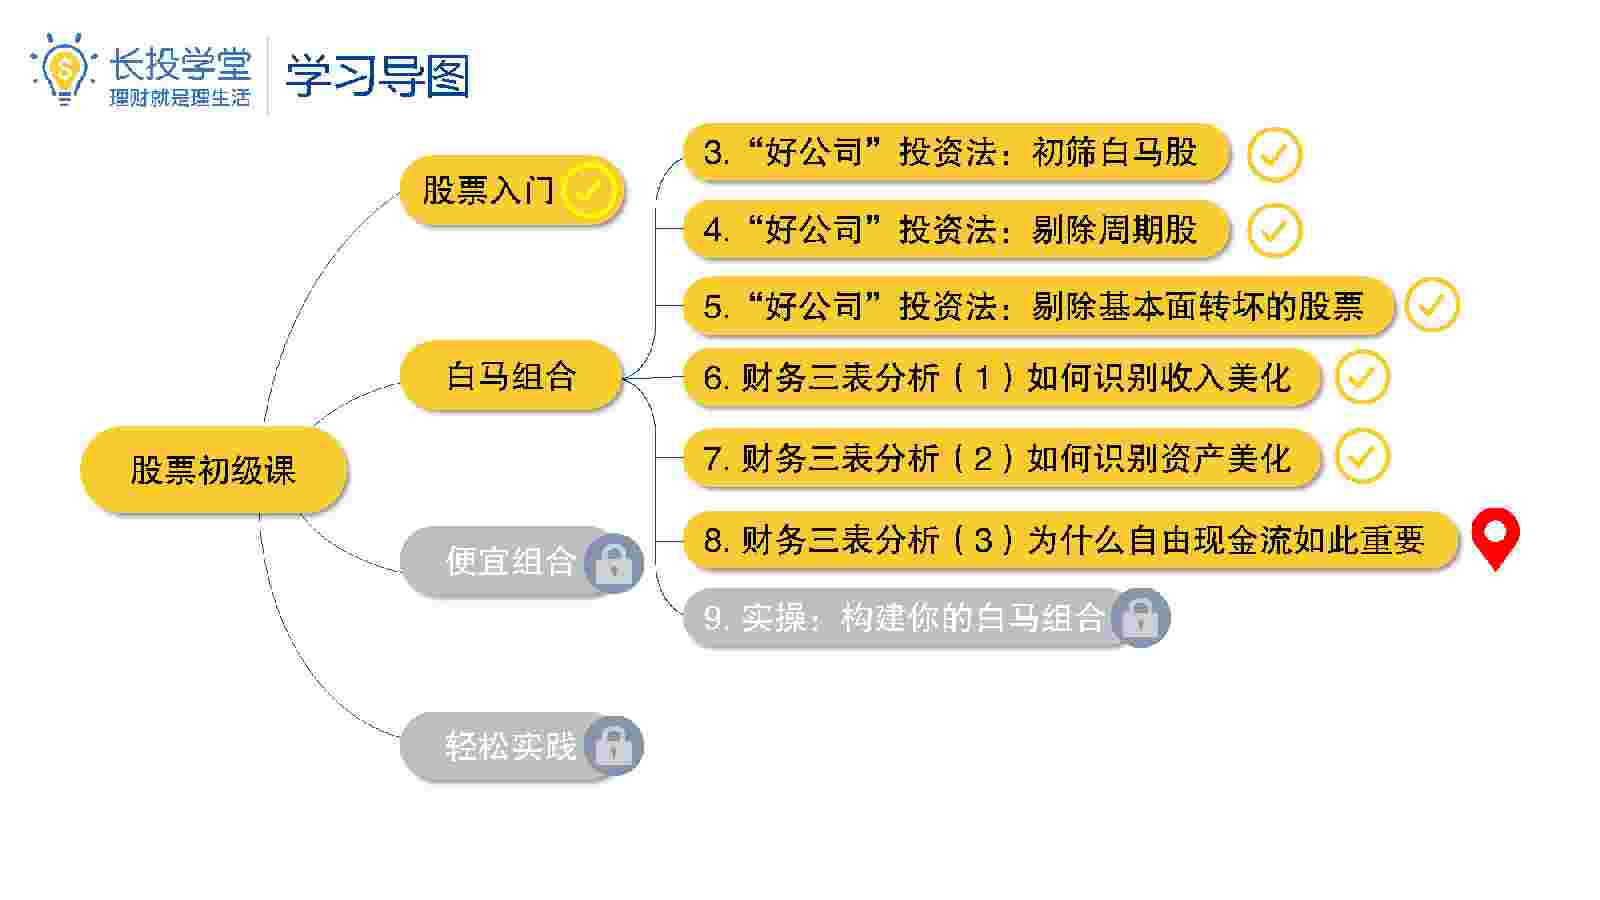 长投学堂
理财就是理生活
学习导图
股票初级课
股票入门
白马组合
3. “好公司”投资法：初筛白马股
4. “好公司”投资法：剔除周期股
5. “好公司”投资法：剔除基本面转坏的股票
6. 财务三表分析（1）如何识别收入美化
7. 财务三表分析（2）如何识别资产美化
8. 财务三表分析（3）为什么自由现金流如此重要
9. 实操：构建你的白马组合
便宜组合
轻松实践